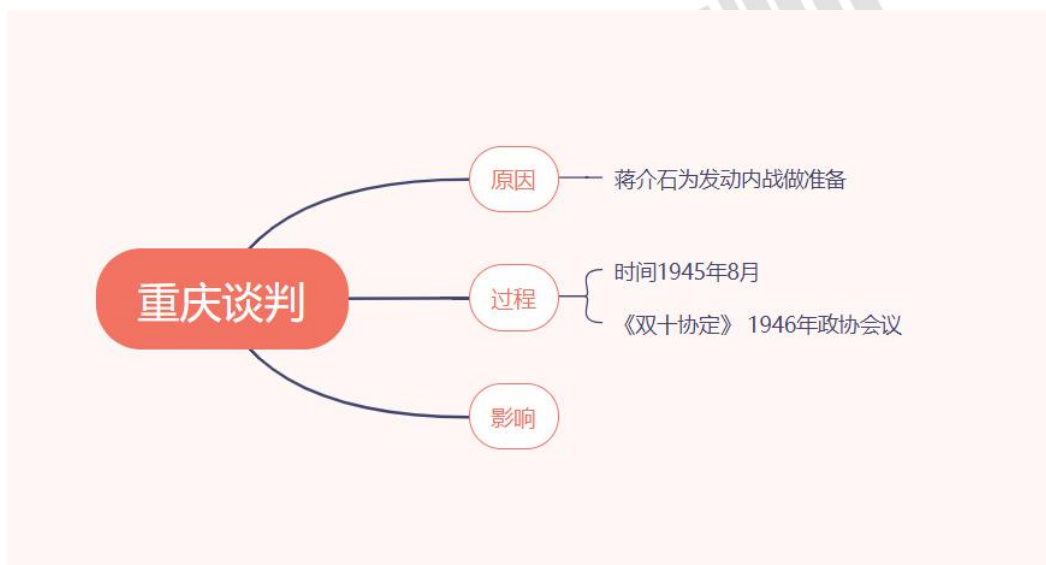 重庆谈判
原因
蒋介石为发动内战做准备
过程
时间1945年8月
《双十协定》 1946年政协会议
影响